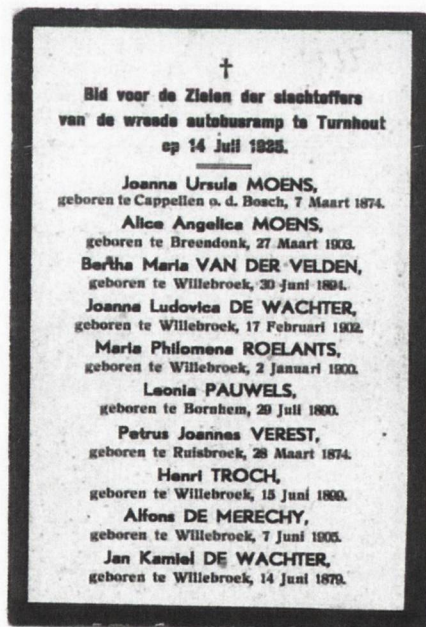 Bid voor de Zielen der slachtoffers
van de wreede autobusramp te Turnhout
op 14 Juli 1925.
Joanna Ursula MOENS,
geboren te Cappellen o. d. Bosch, 7 Maart 1874.
Alice Angelica MOENS,
geboren te Breendonk, 27 Maart 1903.
Bertha Maria VAN DER VELDEN,
geboren te Willebroek, 30 Juni 1894.
Joanna Ludovica DE WACHTER,
geboren te Willebroek, 17 Februari 1902.
Maria Philomena ROELANTS,
geboren te Willebroek, 2 Januari 1900.
Leonia PAUWELS,
geboren te Bornhem, 29 Juli 1890.
Petrus Joannes VEREST,
geboren te Ruisbroek, 28 Maart 1874.
Henri TROCH,
geboren te Willebroek, 15 Juni 1899.
Alfons DE MERECHY,
geboren te Willebroek, 7 Juni 1905.
Jan Kamiel DE WACHTER,
geboren te Willebroek, 14 Juni 1879.